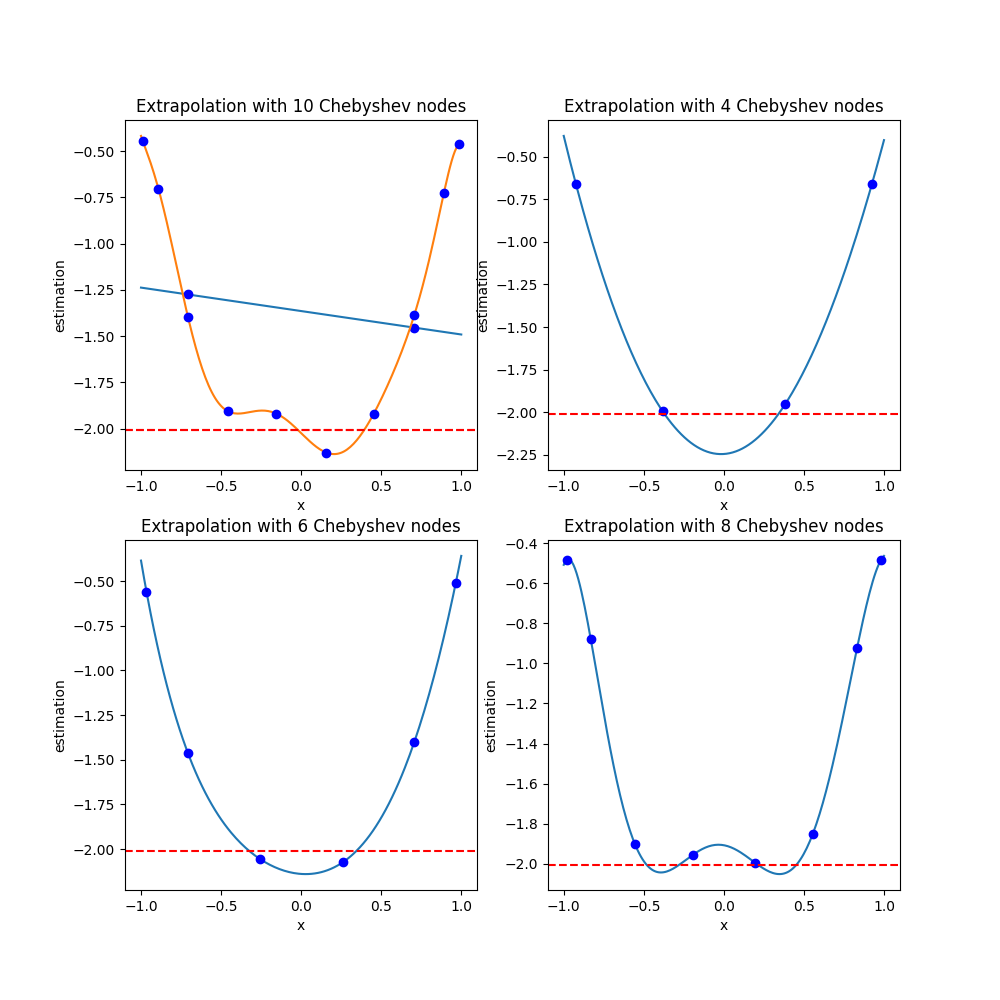 Extrapolation with 10 Chebyshev nodes
−0.50
−0.75
−1.00
−1.25
−1.50
−1.75
−2.00
estimation
−1.0 −0.5 0.0 0.5 1.0
x
Extrapolation with 4 Chebyshev nodes
−0.50
−0.75
−1.00
−1.25
−1.50
−1.75
−2.00
−2.25
estimation
−1.0 −0.5 0.0 0.5 1.0
x
Extrapolation with 6 Chebyshev nodes
−0.50
−0.75
−1.00
−1.25
−1.50
−1.75
−2.00
estimation
−1.0 −0.5 0.0 0.5 1.0
x
Extrapolation with 8 Chebyshev nodes
−0.4
−0.6
−0.8
−1.0
−1.2
−1.4
−1.6
−1.8
−2.0
estimation
−1.0 −0.5 0.0 0.5 1.0
x